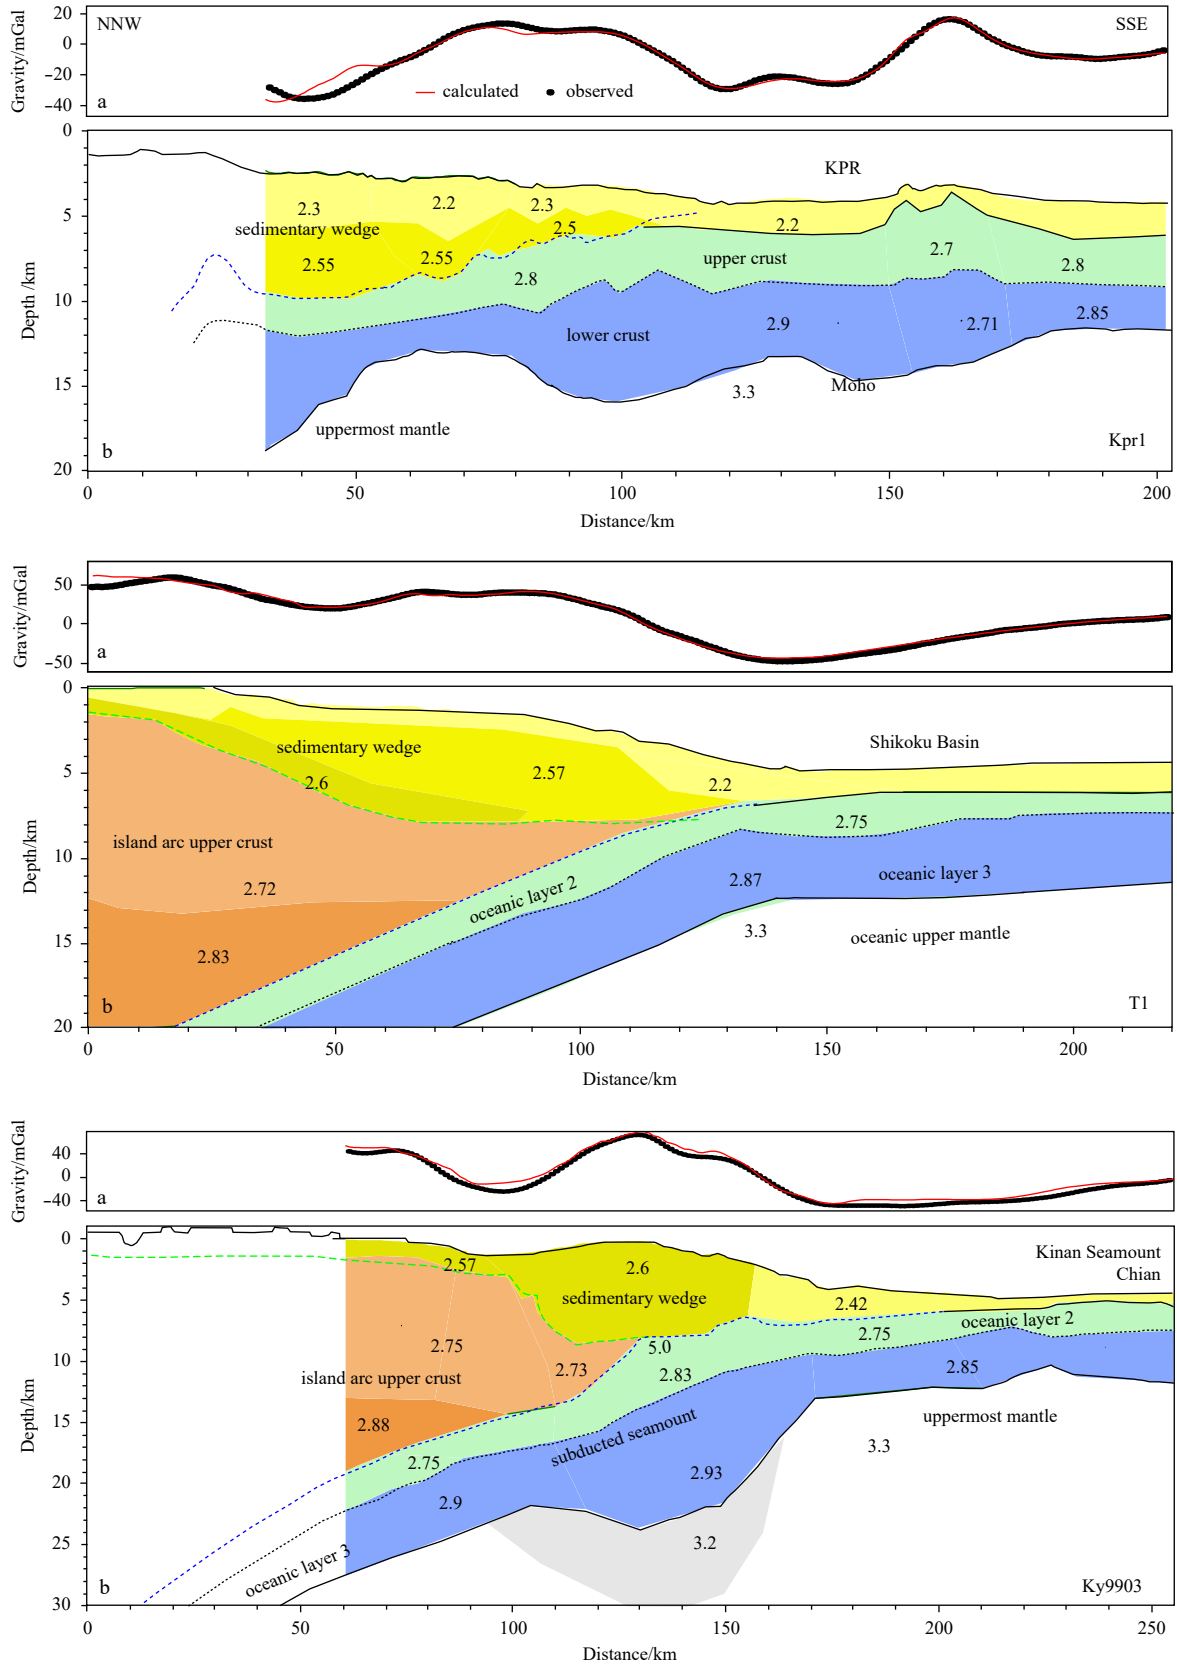 NNW
SSE
20
0
−20
−40
Gravity/mGal
a
calculated
observed
0
5
10
15
20
Depth /km
KPR
2.3
2.2
2.3
2.2
sedimentary wedge
2.5
2.55
2.55
2.8
upper crust
2.7
2.8
lower crust
2.9
2.71
2.85
3.3
Moho
uppermost mantle
b
Kpr1
0
50
100
150
200
Distance/km
50
0
−50
Gravity/mGal
a
0
5
10
15
20
Depth/km
Shikoku Basin
sedimentary wedge
2.6
2.57
2.2
2.75
island arc upper crust
2.72
oceanic layer 2
2.87
oceanic layer 3
2.83
3.3
oceanic upper mantle
b
T1
0
50
100
150
200
Distance/km
40
0
−40
Gravity/mGal
a
0
5
10
15
20
25
30
Depth/km
Kinan Seamount
Chian
2.57
2.6
sedimentary wedge
2.42
oceanic layer 2
2.75
2.75
5.0
2.73
2.83
2.85
island arc upper crust
2.88
subducted seamount
uppermost mantle
3.3
2.75
2.93
2.9
3.2
oceanic layer 3
b
Ky9903
0
50
100
150
200
250
Distance/km